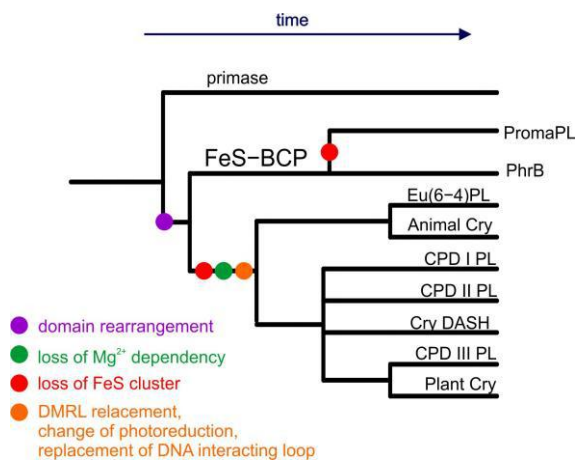 time
primase
PromaPL
FeS-BCP
PhrB
Eu(6-4)PL
Animal Cry
CPD I PL
CPD II PL
Cry DASH
CPD III PL
Plant Cry
domain rearrangement
loss of Mg²⁺ dependency
loss of FeS cluster
DMRL relacement,
change of photoreduction,
replacement of DNA interacting loop